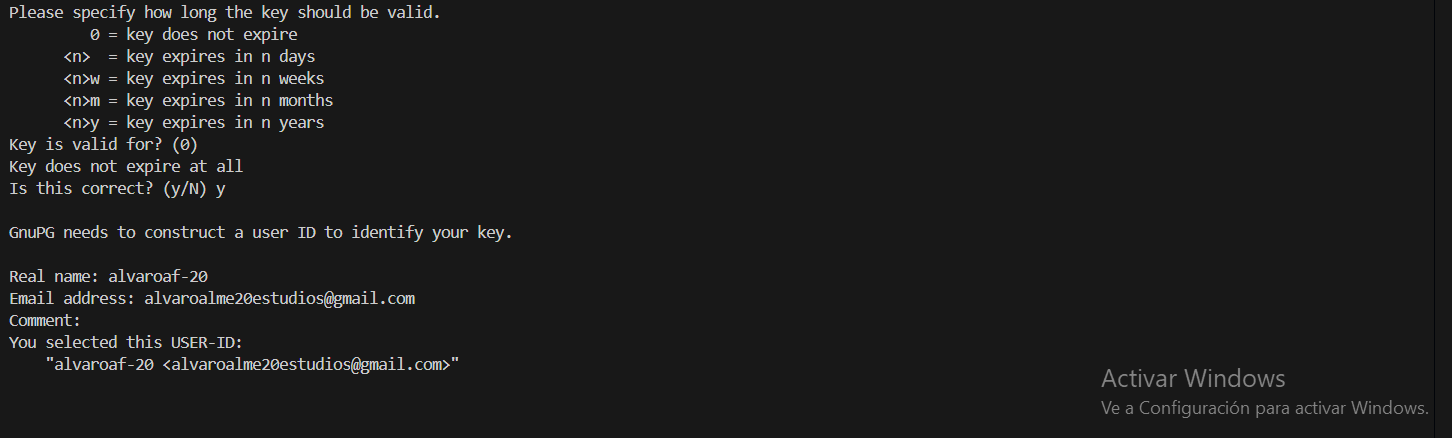 Please specify how long the key should be valid.
0 = key does not expire
<n>  = key expires in n days
<n>w = key expires in n weeks
<n>m = key expires in n months
<n>y = key expires in n years
Key is valid for? (0)
Key does not expire at all
Is this correct? (y/N) y
GnuPG needs to construct a user ID to identify your key.
Real name: alvaroaf-20
Email address: alvaroalme20estudios@gmail.com
Comment:
You selected this USER-ID:
"alvaroaf-20 <alvaroalme20estudios@gmail.com>"
Activar Windows
Ve a Configuración para activar Windows.